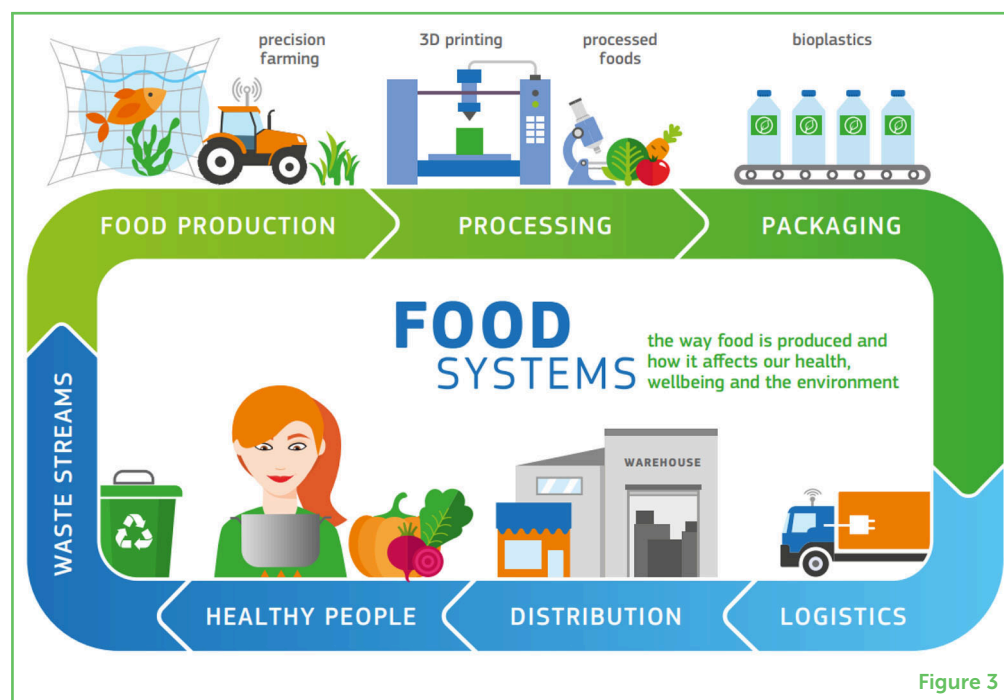 precision
farming
3D printing
processed
foods
bioplastics
FOOD PRODUCTION
PROCESSING
PACKAGING
FOOD
SYSTEMS
the way food is produced and
how it affects our health,
wellbeing and the environment
WAREHOUSE
WASTE STREAMS
HEALTHY PEOPLE
DISTRIBUTION
LOGISTICS
Figure 3